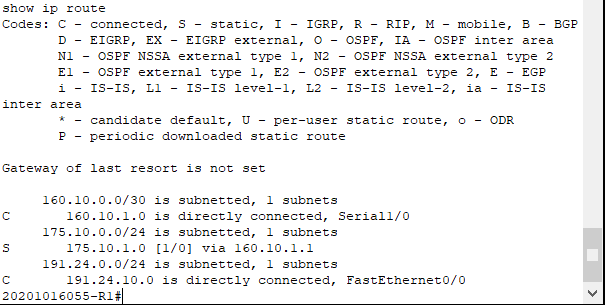 show ip route
Codes: C - connected, S - static, I - IGRP, R - RIP, M - mobile, B - BGP
       D - EIGRP, EX - EIGRP external, O - OSPF, IA - OSPF inter area
       N1 - OSPF NSSA external type 1, N2 - OSPF NSSA external type 2
       E1 - OSPF external type 1, E2 - OSPF external type 2, E - EGP
       i - IS-IS, L1 - IS-IS level-1, L2 - IS-IS level-2, ia - IS-IS
inter area
       * - candidate default, U - per-user static route, o - ODR
       P - periodic downloaded static route

Gateway of last resort is not set

     160.10.0.0/30 is subnetted, 1 subnets
C       160.10.1.0 is directly connected, Serial1/0
     175.10.0.0/24 is subnetted, 1 subnets
S       175.10.1.0 [1/0] via 160.10.1.1
     191.24.0.0/24 is subnetted, 1 subnets
C       191.24.10.0 is directly connected, FastEthernet0/0
20201016055-R1#